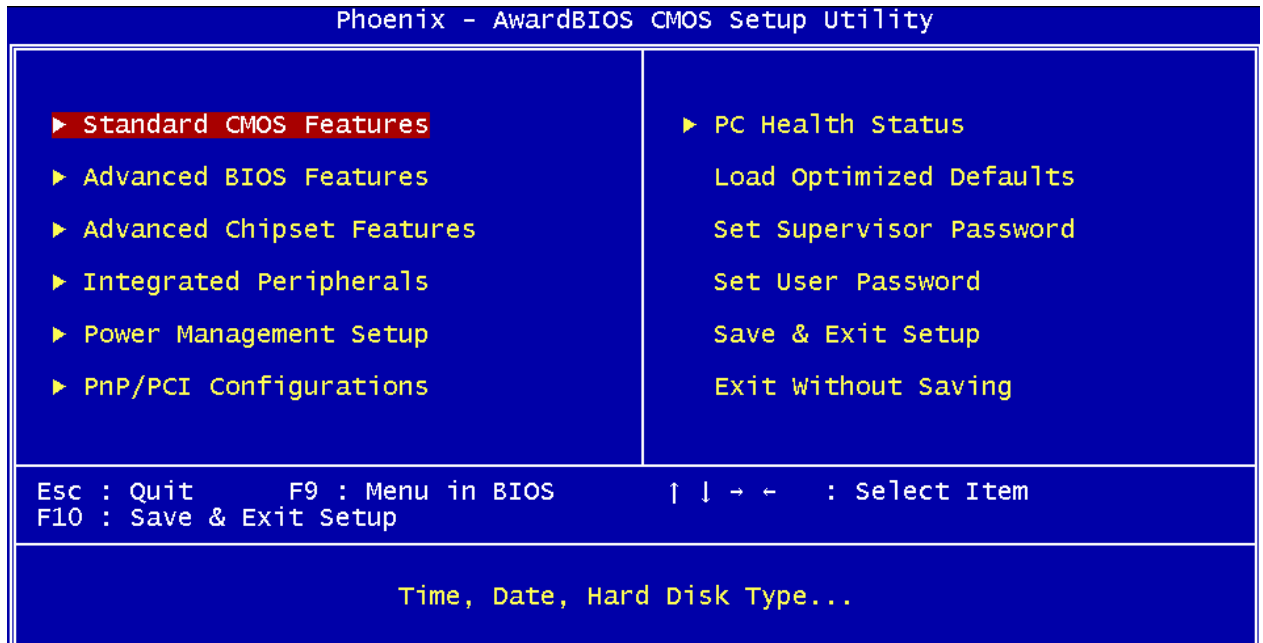 Phoenix - AwardBIOS CMOS Setup Utility
▶ Standard CMOS Features
▶ Advanced BIOS Features
▶ Advanced Chipset Features
▶ Integrated Peripherals
▶ Power Management Setup
▶ PnP/PCI Configurations
▶ PC Health Status
Load Optimized Defaults
Set Supervisor Password
Set User Password
Save & Exit Setup
Exit Without Saving
Esc : Quit F9 : Menu in BIOS ↑ ↓ → ← : Select Item
F10 : Save & Exit Setup
Time, Date, Hard Disk Type...